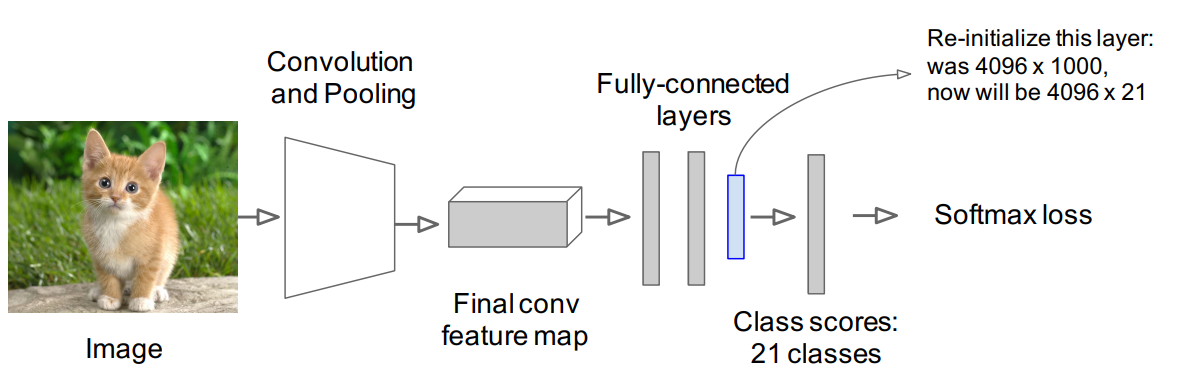 Convolution
and Pooling
Fully-connected
layers
Re-initialize this layer:
was 4096 x 1000,
now will be 4096 x 21
Softmax loss
Final conv
feature map
Class scores:
21 classes
Image